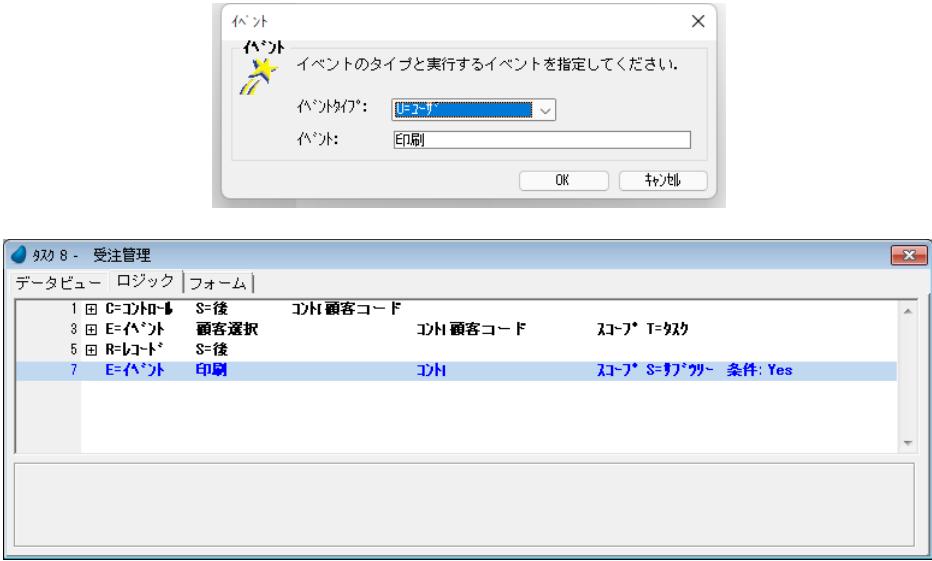 イベント
イベント
イベントのタイプと実行するイベントを指定してください.
イベントタイプ:
U=ユーザ
イベント:
印刷
OK
キャンセル
タスク 8 - 受注管理
データビュー ロジック フォーム
1 C=コントロール S=後 コントI 顧客コード
3 E=イベント 顧客選択 コントI 顧客コード スコープ T=タスク
5 R=レコード S=後
7 E=イベント 印刷 コントI スコープ S=サブツリー 条件: Yes